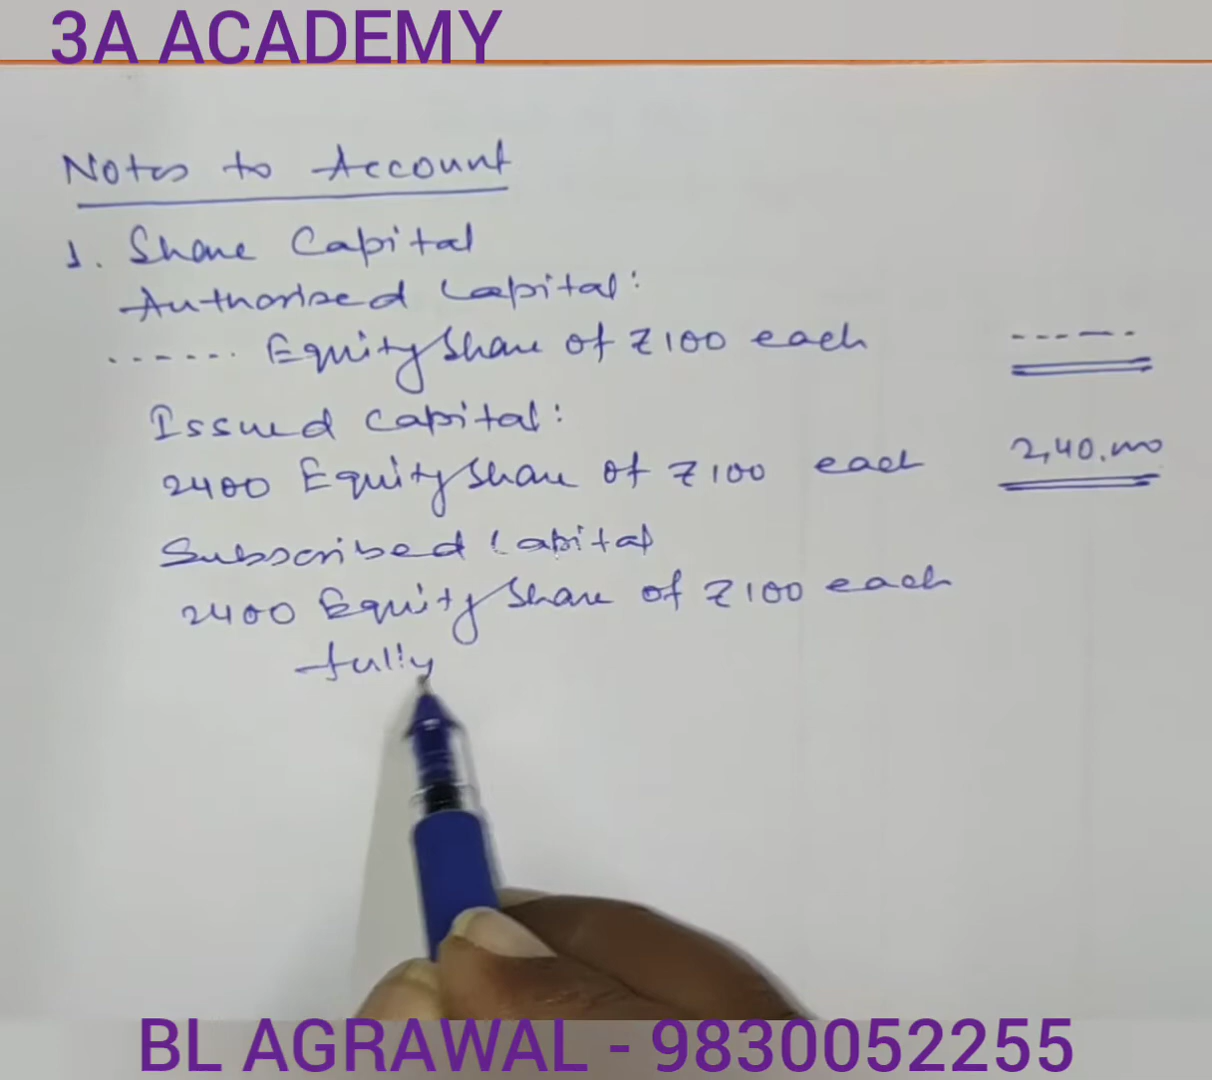 3A ACADEMY
Notes to Account
1. Share Capital
Authorised Capital:
....... Equity Share of ₹100 each ------
Issued Capital:
2400 Equity Share of ₹100 each 2,40,000
Subscribed Capital
2400 Equity Share of ₹100 each
fully
BL AGRAWAL - 9830052255